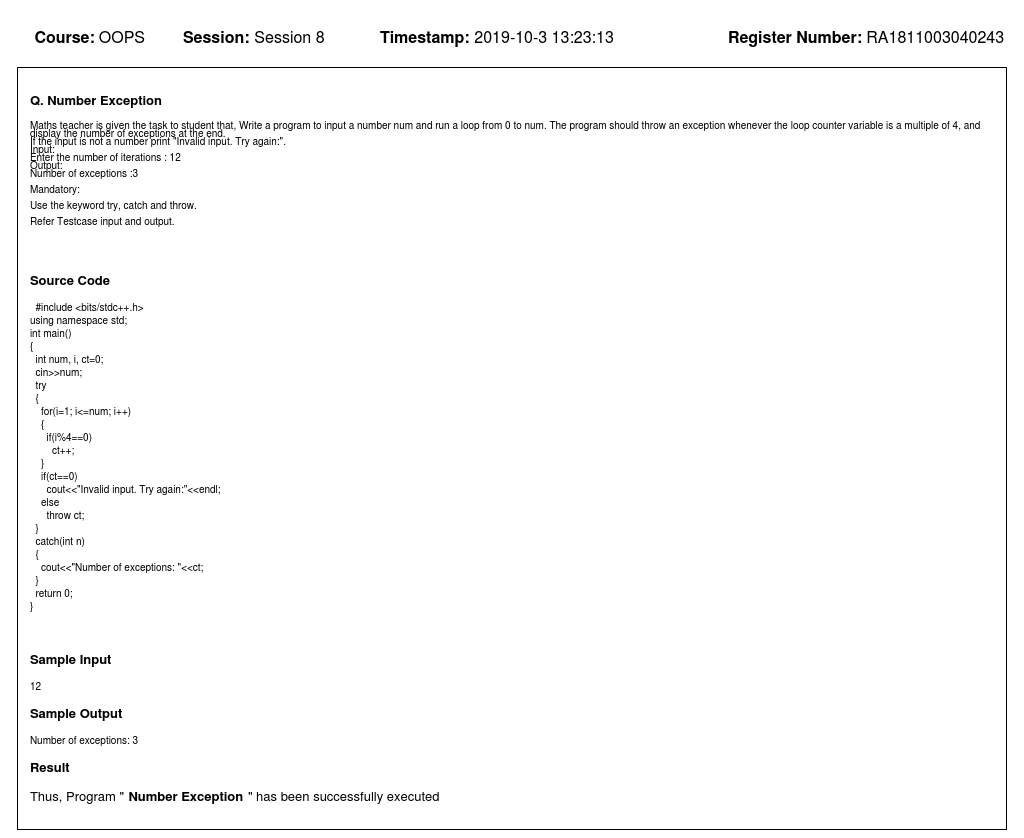 Course: OOPS Session: Session 8 Timestamp: 2019-10-3 13:23:13 Register Number: RA1811003040243
Q. Number Exception
Maths teacher is given the task to student that, Write a program to input a number num and run a loop from 0 to num. The program should throw an exception whenever the loop counter variable is a multiple of 4, and
display the number of exceptions at the end.
If the input is not a number print "Invalid input. Try again:".
Input:
Enter the number of iterations : 12
Output:
Number of exceptions :3
Mandatory:
Use the keyword try, catch and throw.
Refer Testcase input and output.
Source Code
#include <bits/stdc++.h>
using namespace std;
int main()
{
int num, i, ct=0;
cin>>num;
try
{
for(i=1; i<=num; i++)
{
if(i%4==0)
ct++;
}
if(ct==0)
cout<<"Invalid input. Try again:"<<endl;
else
throw ct;
}
catch(int n)
{
cout<<"Number of exceptions: "<<ct;
}
return 0;
}
Sample Input
12
Sample Output
Number of exceptions: 3
Result
Thus, Program " Number Exception " has been successfully executed